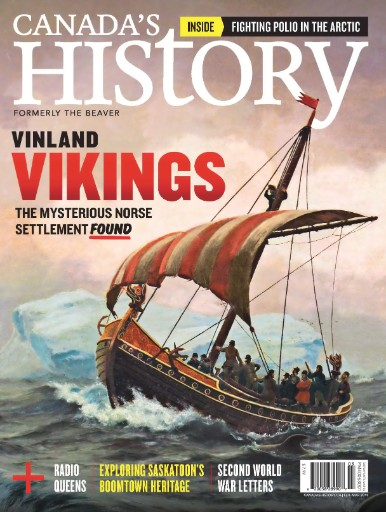 CANADA'S
INSIDE FIGHTING POLIO IN THE ARCTIC
HISTORY
FORMERLY THE BEAVER
VINLAND
VIKINGS
THE MYSTERIOUS NORSE
SETTLEMENT FOUND
+ RADIO
QUEENS
EXPLORING SASKATOON'S
BOOMTOWN HERITAGE
SECOND WORLD
WAR LETTERS